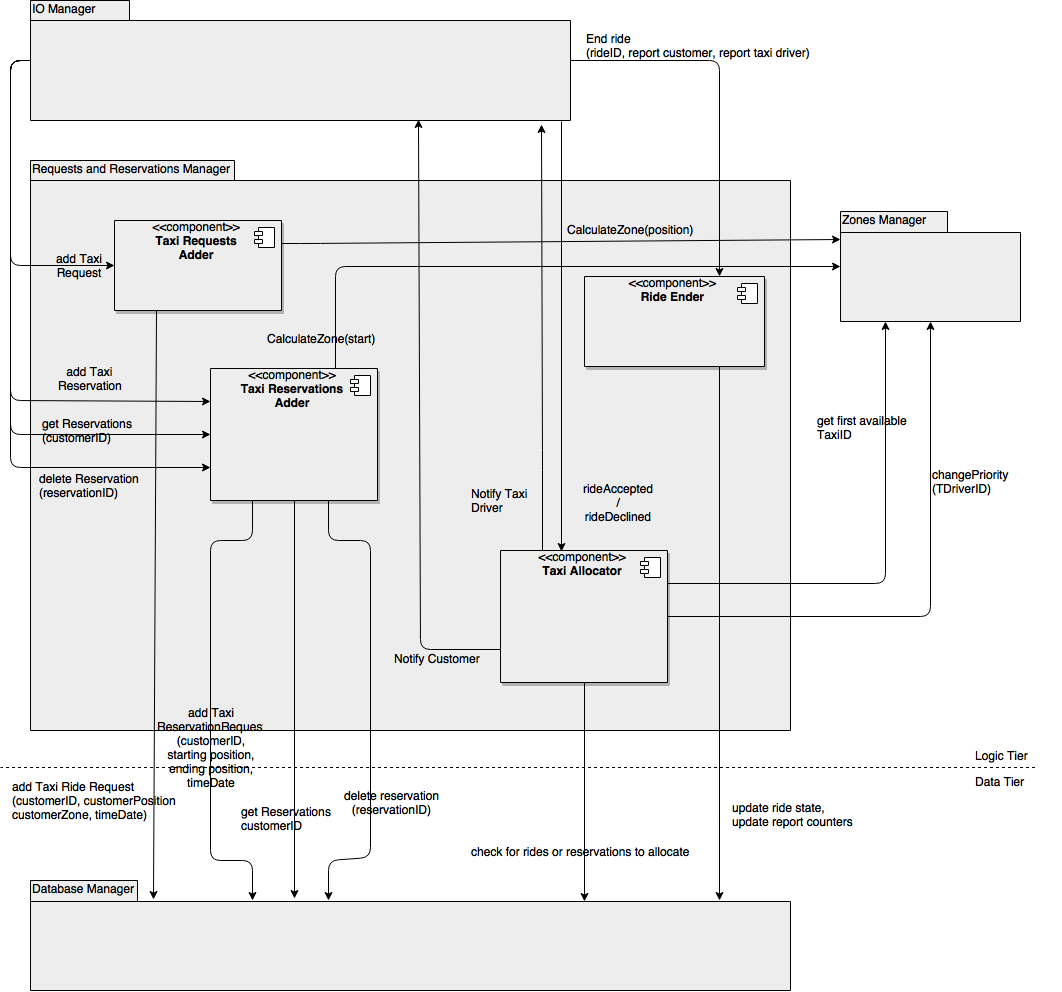 IO Manager
End ride
(rideID, report customer, report taxi driver)
Requests and Reservations Manager
<<component>>
Taxi Requests
Adder
CalculateZone(position)
Zones Manager
add Taxi
Request
<<component>>
Ride Ender
CalculateZone(start)
add Taxi
Reservation
<<component>>
Taxi Reservations
Adder
get Reservations
(customerID)
get first available
TaxiID
delete Reservation
(reservationID)
changePriority
(TDriverID)
Notify Taxi
Driver
rideAccepted
/
rideDeclined
<<component>>
Taxi Allocator
Notify Customer
add Taxi
ReservationReques
(customerID,
starting position,
ending position,
timeDate
Logic Tier
Data Tier
add Taxi Ride Request
(customerID, customerPosition
customerZone, timeDate)
delete reservation
(reservationID)
get Reservations
customerID
update ride state,
update report counters
check for rides or reservations to allocate
Database Manager